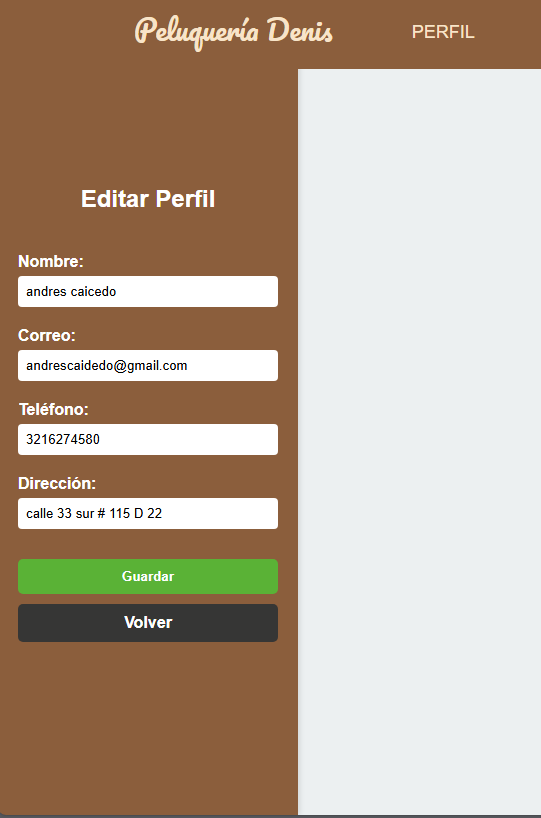 Peluquería Denis
PERFIL
Editar Perfil
Nombre:
andres caicedo
Correo:
andrescaidedo@gmail.com
Teléfono:
3216274580
Dirección:
calle 33 sur # 115 D 22
Guardar
Volver